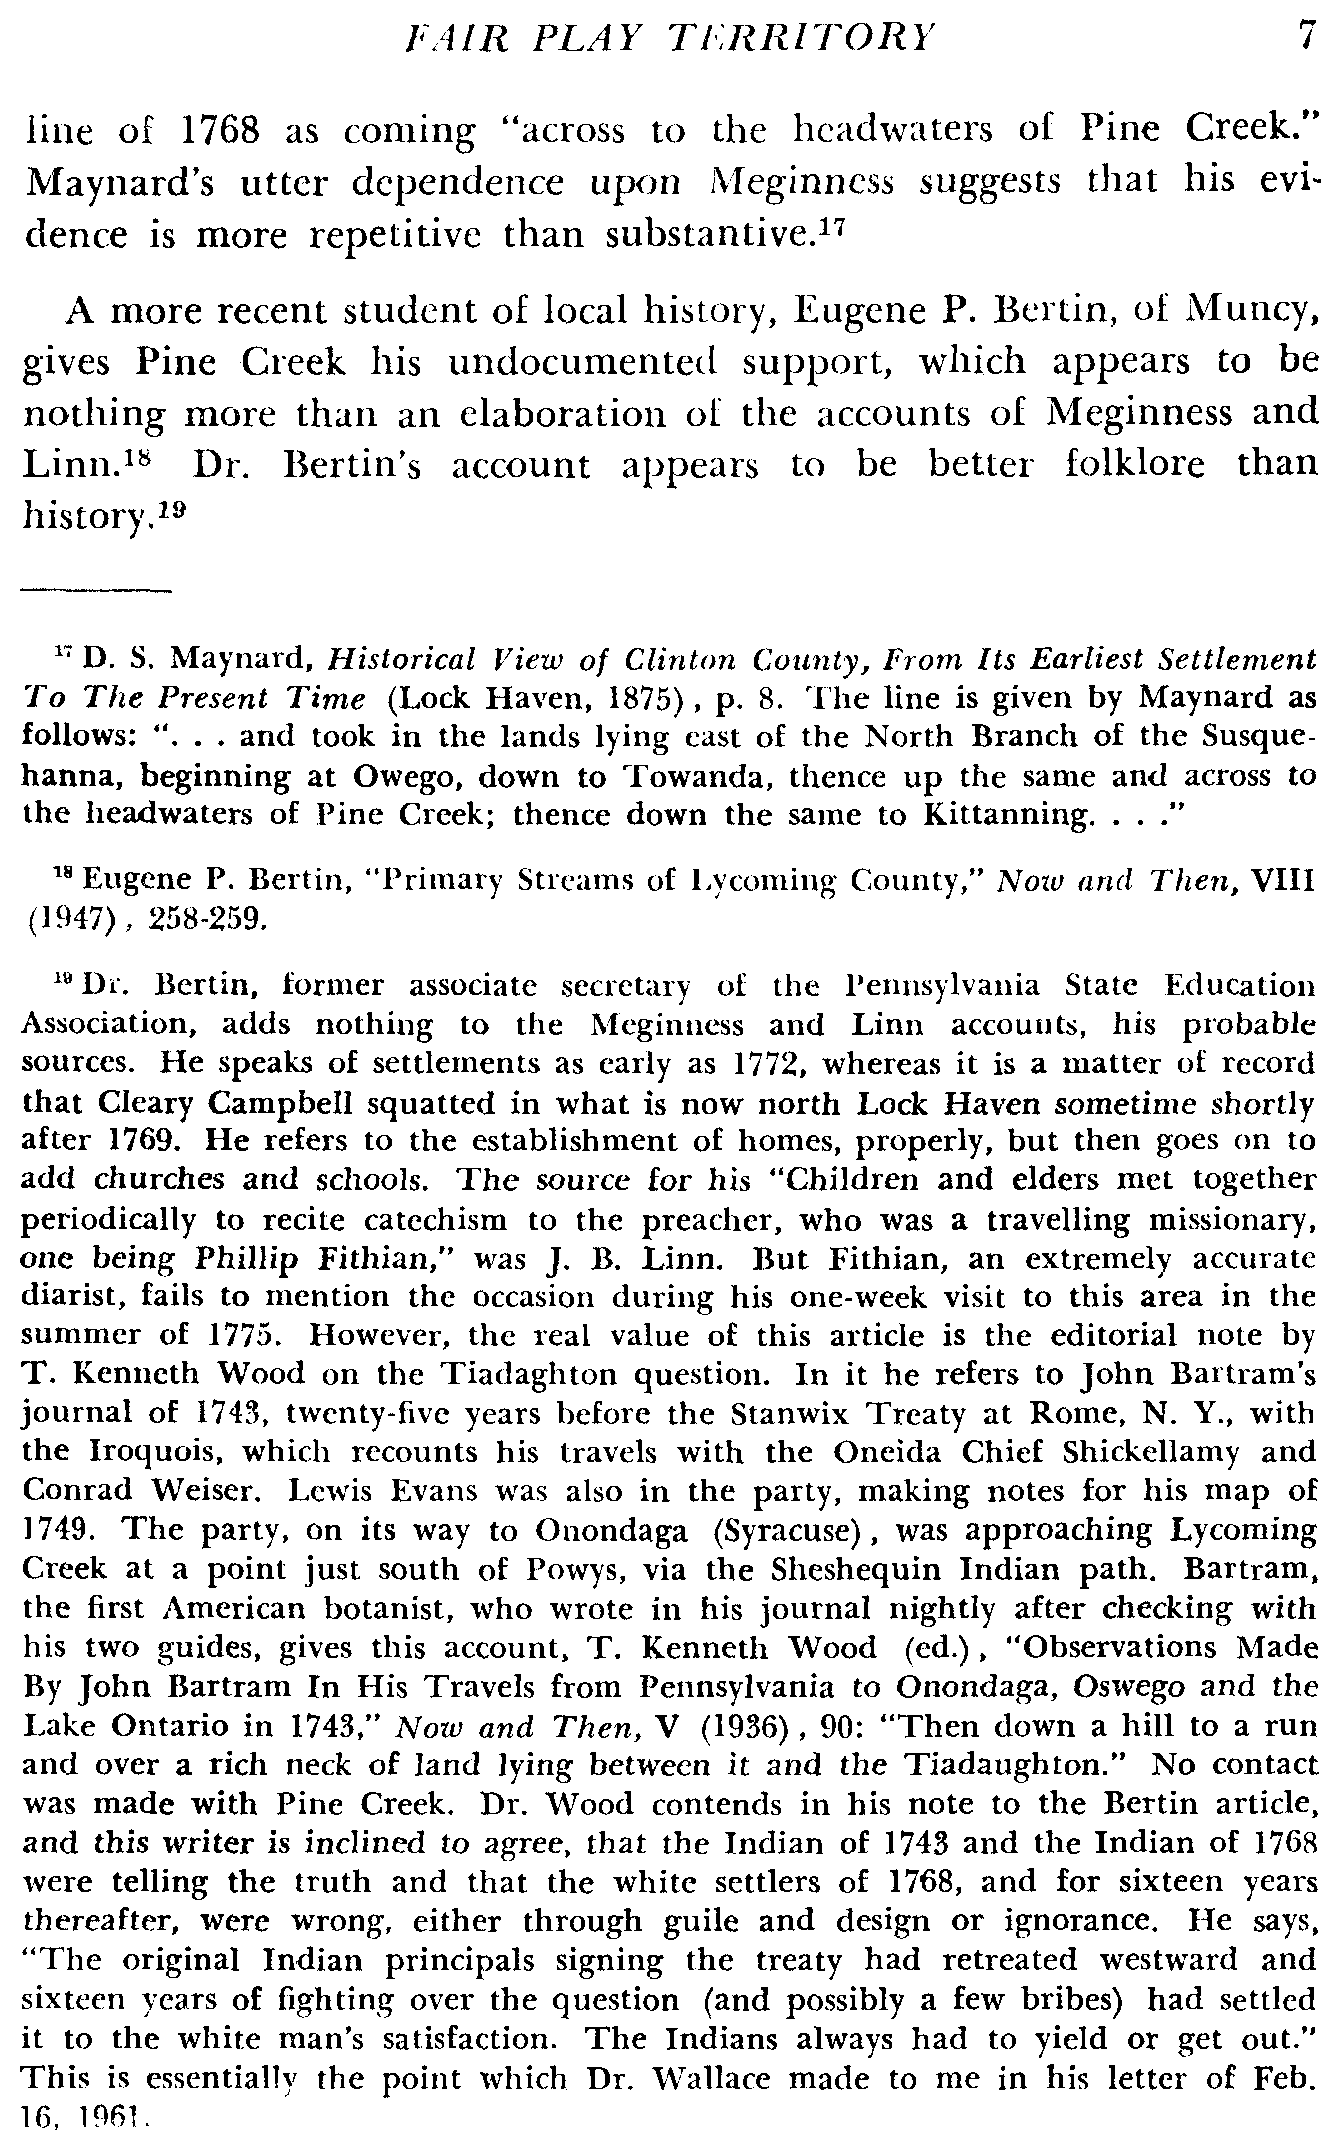 FAIR PLAY TERRITORY 7
line of 1768 as coming "across to the headwaters of Pine Creek."
Maynard's utter dependence upon Meginness suggests that his evi-
dence is more repetitive than substantive.¹⁷
A more recent student of local history, Eugene P. Bertin, of Muncy,
gives Pine Creek his undocumented support, which appears to be
nothing more than an elaboration of the accounts of Meginness and
Linn.¹⁸ Dr. Bertin's account appears to be better folklore than
history.¹⁹
¹⁷ D. S. Maynard, Historical View of Clinton County, From Its Earliest Settlement
To The Present Time (Lock Haven, 1875), p. 8. The line is given by Maynard as
follows: ". . . and took in the lands lying east of the North Branch of the Susque-
hanna, beginning at Owego, down to Towanda, thence up the same and across to
the headwaters of Pine Creek; thence down the same to Kittanning. . . ."
¹⁸ Eugene P. Bertin, "Primary Streams of Lycoming County," Now and Then, VIII
(1947), 258-259.
¹⁹ Dr. Bertin, former associate secretary of the Pennsylvania State Education
Association, adds nothing to the Meginness and Linn accounts, his probable
sources. He speaks of settlements as early as 1772, whereas it is a matter of record
that Cleary Campbell squatted in what is now north Lock Haven sometime shortly
after 1769. He refers to the establishment of homes, properly, but then goes on to
add churches and schools. The source for his "Children and elders met together
periodically to recite catechism to the preacher, who was a travelling missionary,
one being Phillip Fithian," was J. B. Linn. But Fithian, an extremely accurate
diarist, fails to mention the occasion during his one-week visit to this area in the
summer of 1775. However, the real value of this article is the editorial note by
T. Kenneth Wood on the Tiadaghton question. In it he refers to John Bartram's
journal of 1743, twenty-five years before the Stanwix Treaty at Rome, N. Y., with
the Iroquois, which recounts his travels with the Oneida Chief Shickellamy and
Conrad Weiser. Lewis Evans was also in the party, making notes for his map of
1749. The party, on its way to Onondaga (Syracuse), was approaching Lycoming
Creek at a point just south of Powys, via the Sheshequin Indian path. Bartram,
the first American botanist, who wrote in his journal nightly after checking with
his two guides, gives this account, T. Kenneth Wood (ed.), "Observations Made
By John Bartram In His Travels from Pennsylvania to Onondaga, Oswego and the
Lake Ontario in 1743," Now and Then, V (1936), 90: "Then down a hill to a run
and over a rich neck of land lying between it and the Tiadaughton." No contact
was made with Pine Creek. Dr. Wood contends in his note to the Bertin article,
and this writer is inclined to agree, that the Indian of 1743 and the Indian of 1768
were telling the truth and that the white settlers of 1768, and for sixteen years
thereafter, were wrong, either through guile and design or ignorance. He says,
"The original Indian principals signing the treaty had retreated westward and
sixteen years of fighting over the question (and possibly a few bribes) had settled
it to the white man's satisfaction. The Indians always had to yield or get out."
This is essentially the point which Dr. Wallace made to me in his letter of Feb.
16, 1961.